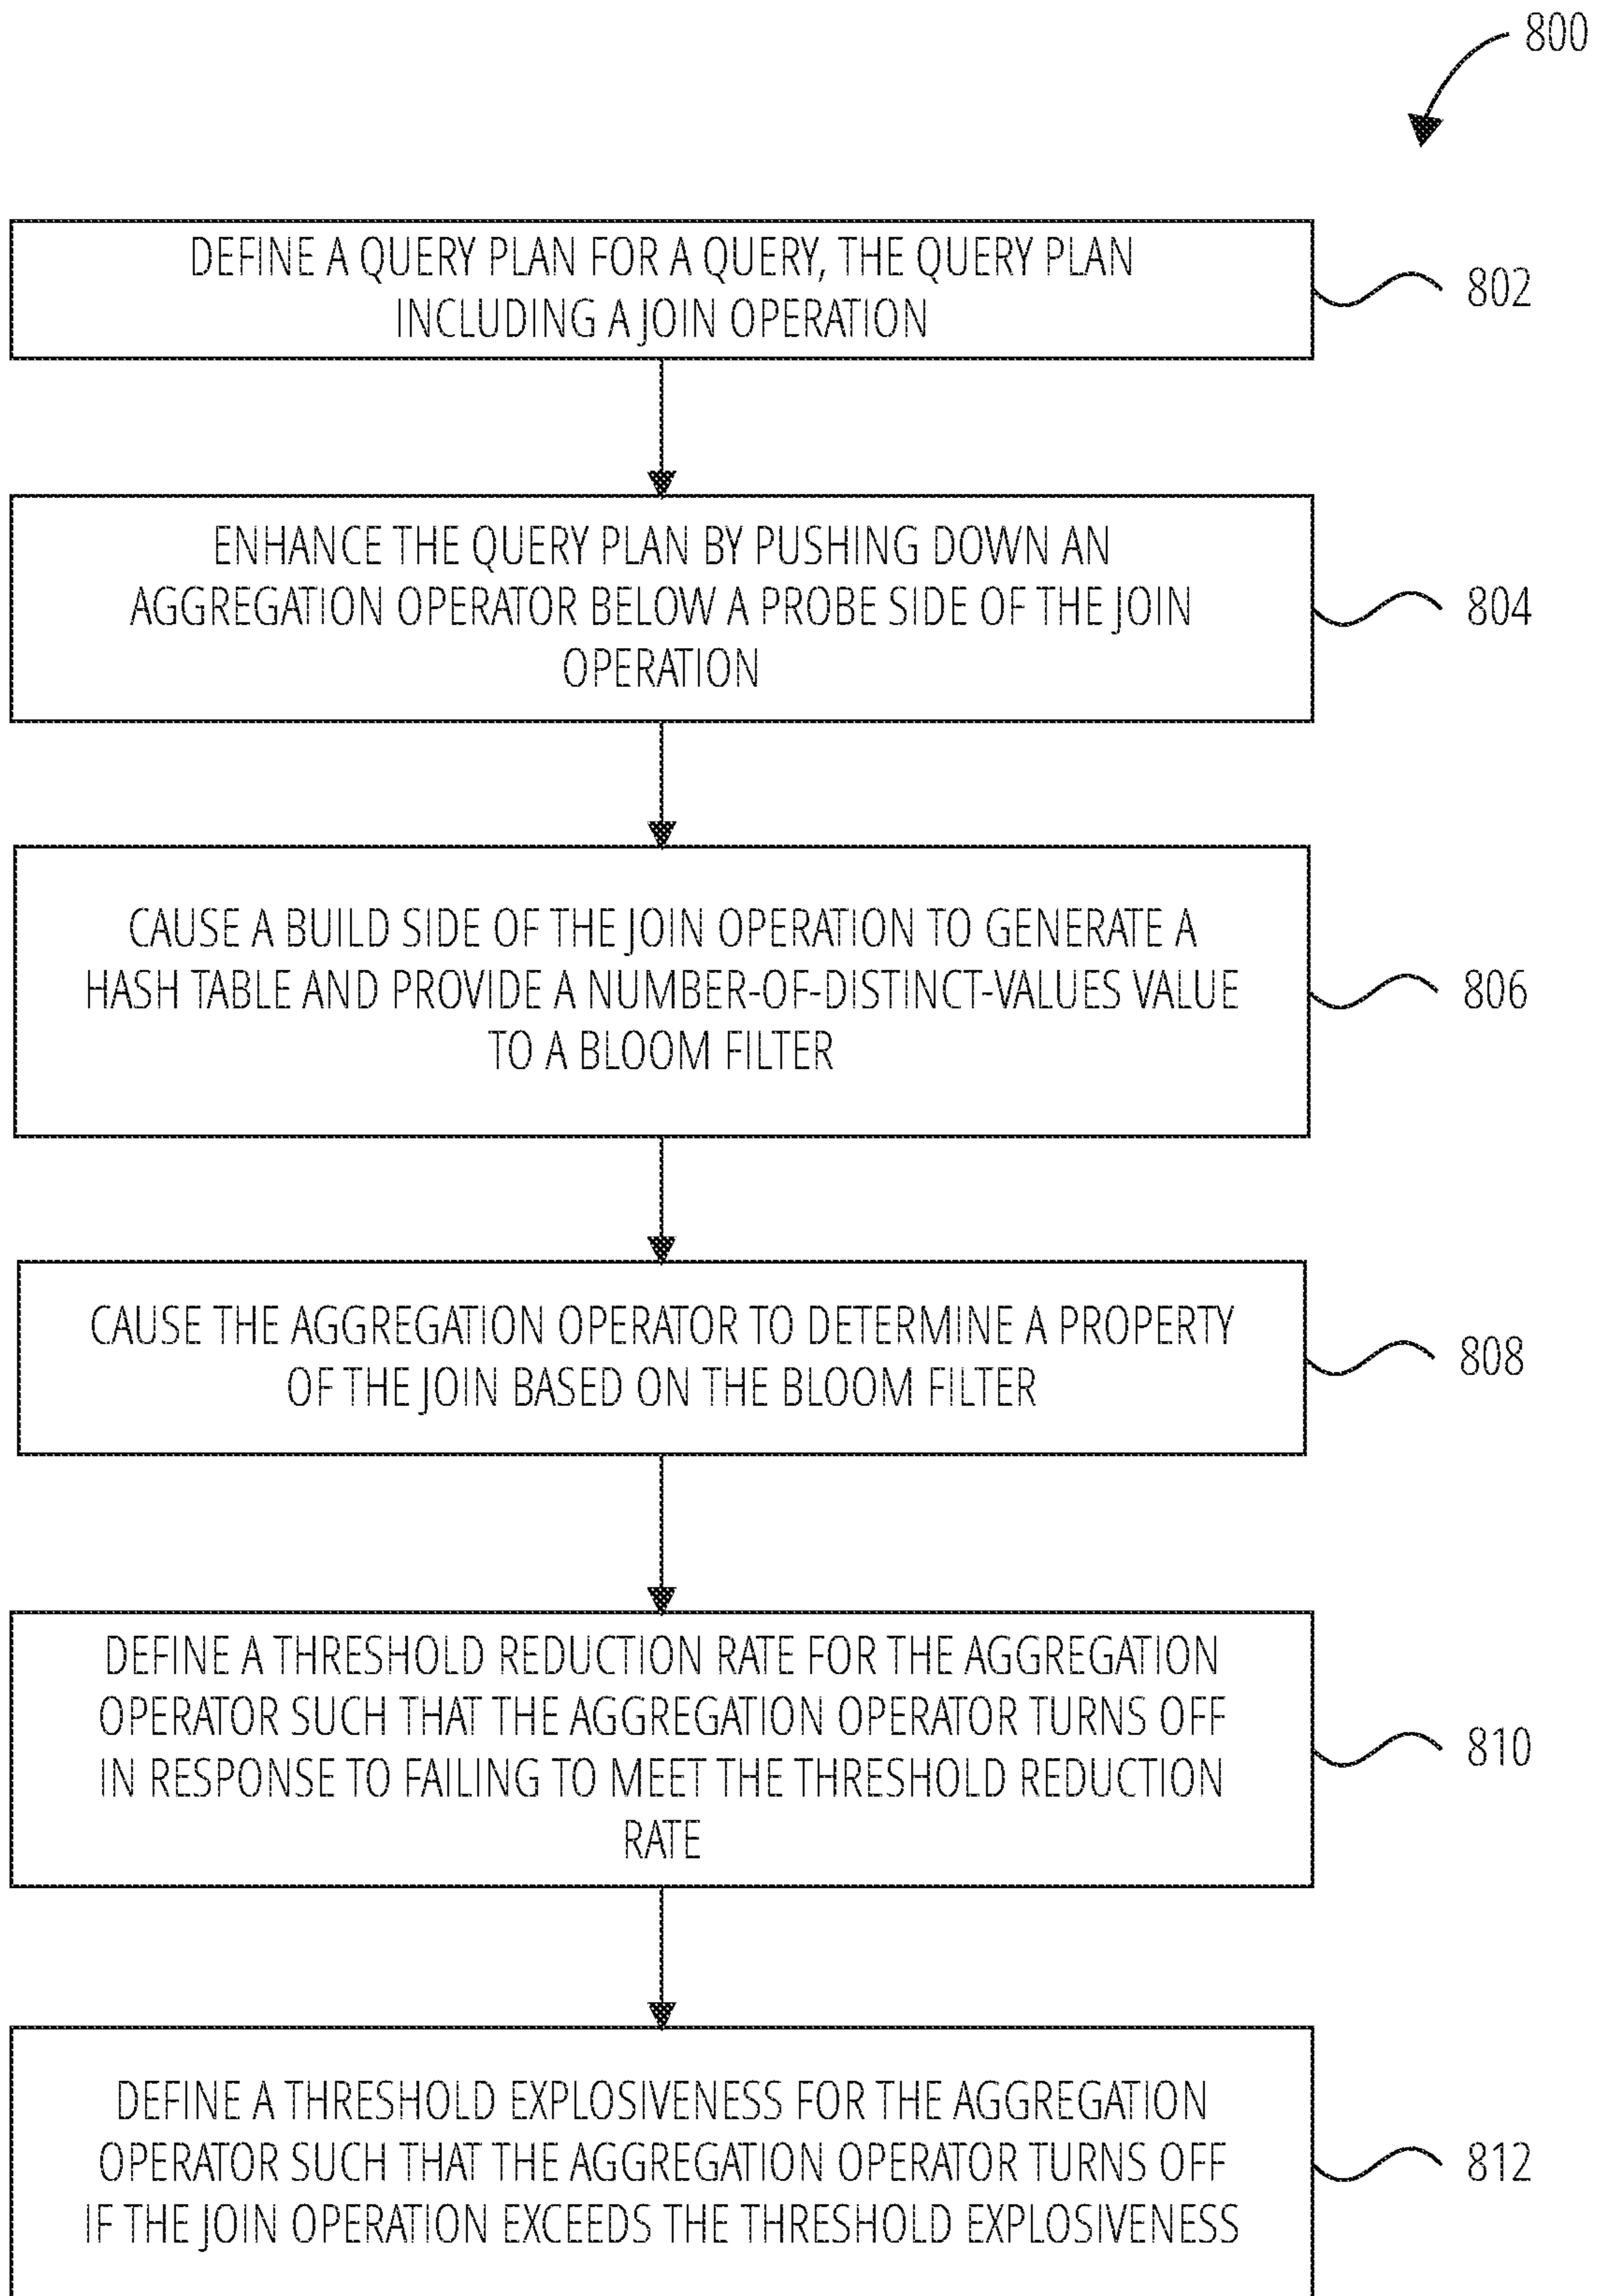 800
DEFINE A QUERY PLAN FOR A QUERY, THE QUERY PLAN
INCLUDING A JOIN OPERATION
802
ENHANCE THE QUERY PLAN BY PUSHING DOWN AN
AGGREGATION OPERATOR BELOW A PROBE SIDE OF THE JOIN
OPERATION
804
CAUSE A BUILD SIDE OF THE JOIN OPERATION TO GENERATE A
HASH TABLE AND PROVIDE A NUMBER-OF-DISTINCT-VALUES VALUE
TO A BLOOM FILTER
806
CAUSE THE AGGREGATION OPERATOR TO DETERMINE A PROPERTY
OF THE JOIN BASED ON THE BLOOM FILTER
808
DEFINE A THRESHOLD REDUCTION RATE FOR THE AGGREGATION
OPERATOR SUCH THAT THE AGGREGATION OPERATOR TURNS OFF
IN RESPONSE TO FAILING TO MEET THE THRESHOLD REDUCTION
RATE
810
DEFINE A THRESHOLD EXPLOSIVENESS FOR THE AGGREGATION
OPERATOR SUCH THAT THE AGGREGATION OPERATOR TURNS OFF
IF THE JOIN OPERATION EXCEEDS THE THRESHOLD EXPLOSIVENESS
812